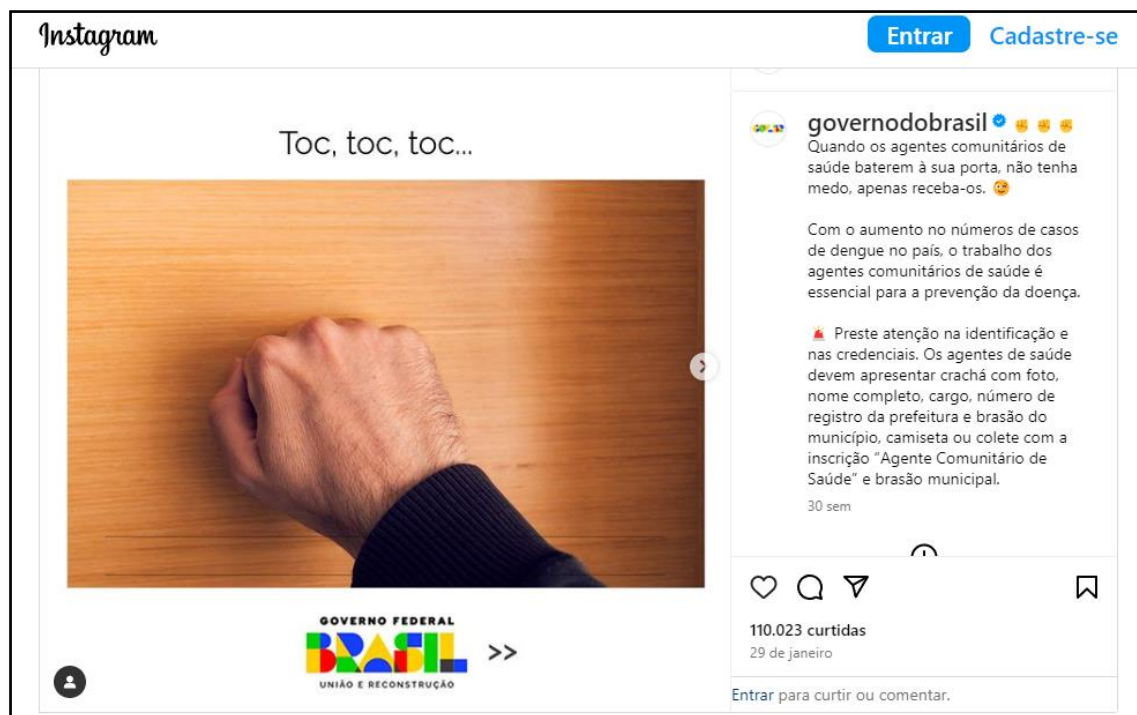 Instagram
Entrar
Cadastre-se
Toc, toc, toc...
GOVERNO FEDERAL
BRASIL
UNIÃO E RECONSTRUÇÃO
>>
governodobrasil ✊ ✊ ✊
Quando os agentes comunitários de
saúde baterem à sua porta, não tenha
medo, apenas receba-os. 😉
Com o aumento no números de casos
de dengue no país, o trabalho dos
agentes comunitários de saúde é
essencial para a prevenção da doença.
🚨 Preste atenção na identificação e
nas credenciais. Os agentes de saúde
devem apresentar crachá com foto,
nome completo, cargo, número de
registro da prefeitura e brasão do
município, camiseta ou colete com a
inscrição “Agente Comunitário de
Saúde” e brasão municipal.
30 sem
110.023 curtidas
29 de janeiro
Entrar para curtir ou comentar.